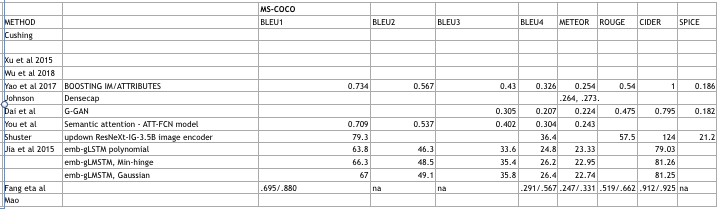 MS-COCO
METHOD BLEU1 BLEU2 BLEU3 BLEU4 METEOR ROUGE CIDER SPICE
Cushing
Xu et al 2015
Wu et al 2018
Yao et al 2017 BOOSTING IM/ATTRIBUTES 0.734 0.567 0.43 0.326 0.254 0.54 1 0.186
Johnson Densecap .264, .273.
Dai et al G-GAN 0.305 0.207 0.224 0.475 0.795 0.182
You et al Semantic attention - ATT-FCN model 0.709 0.537 0.402 0.304 0.243
Shuster updown ResNeXt-IG-3.5B image encoder 79.3 36.4 57.5 124 21.2
Jia et al 2015 emb-gLSTM polynomial 63.8 46.3 33.6 24.8 23.33 79.03
emb-gLMSTM, Min-hinge 66.3 48.5 35.4 26.2 22.95 81.26
emb-gLMSTM, Gaussian 67 49.1 35.8 26.4 22.74 81.25
Fang eta al .695/.880 na na .291/.567 .247/.331 .519/.662 .912/.925 na
Mao